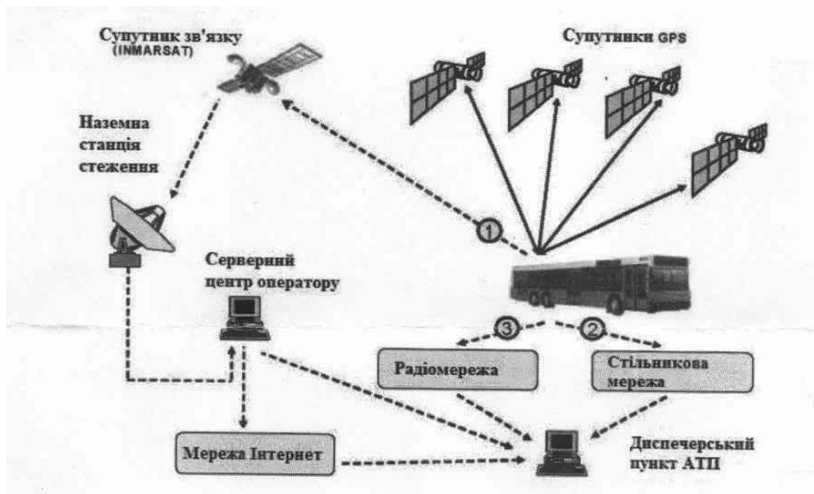 Супутник зв'язку
(INMARSAT)
Супутники GPS
Наземна
станція
стеження
1
Серверний
центр оператору
3
2
Радіомережа
Стільникова
мережа
Мережа Інтернет
Диспечерський
пункт АТП